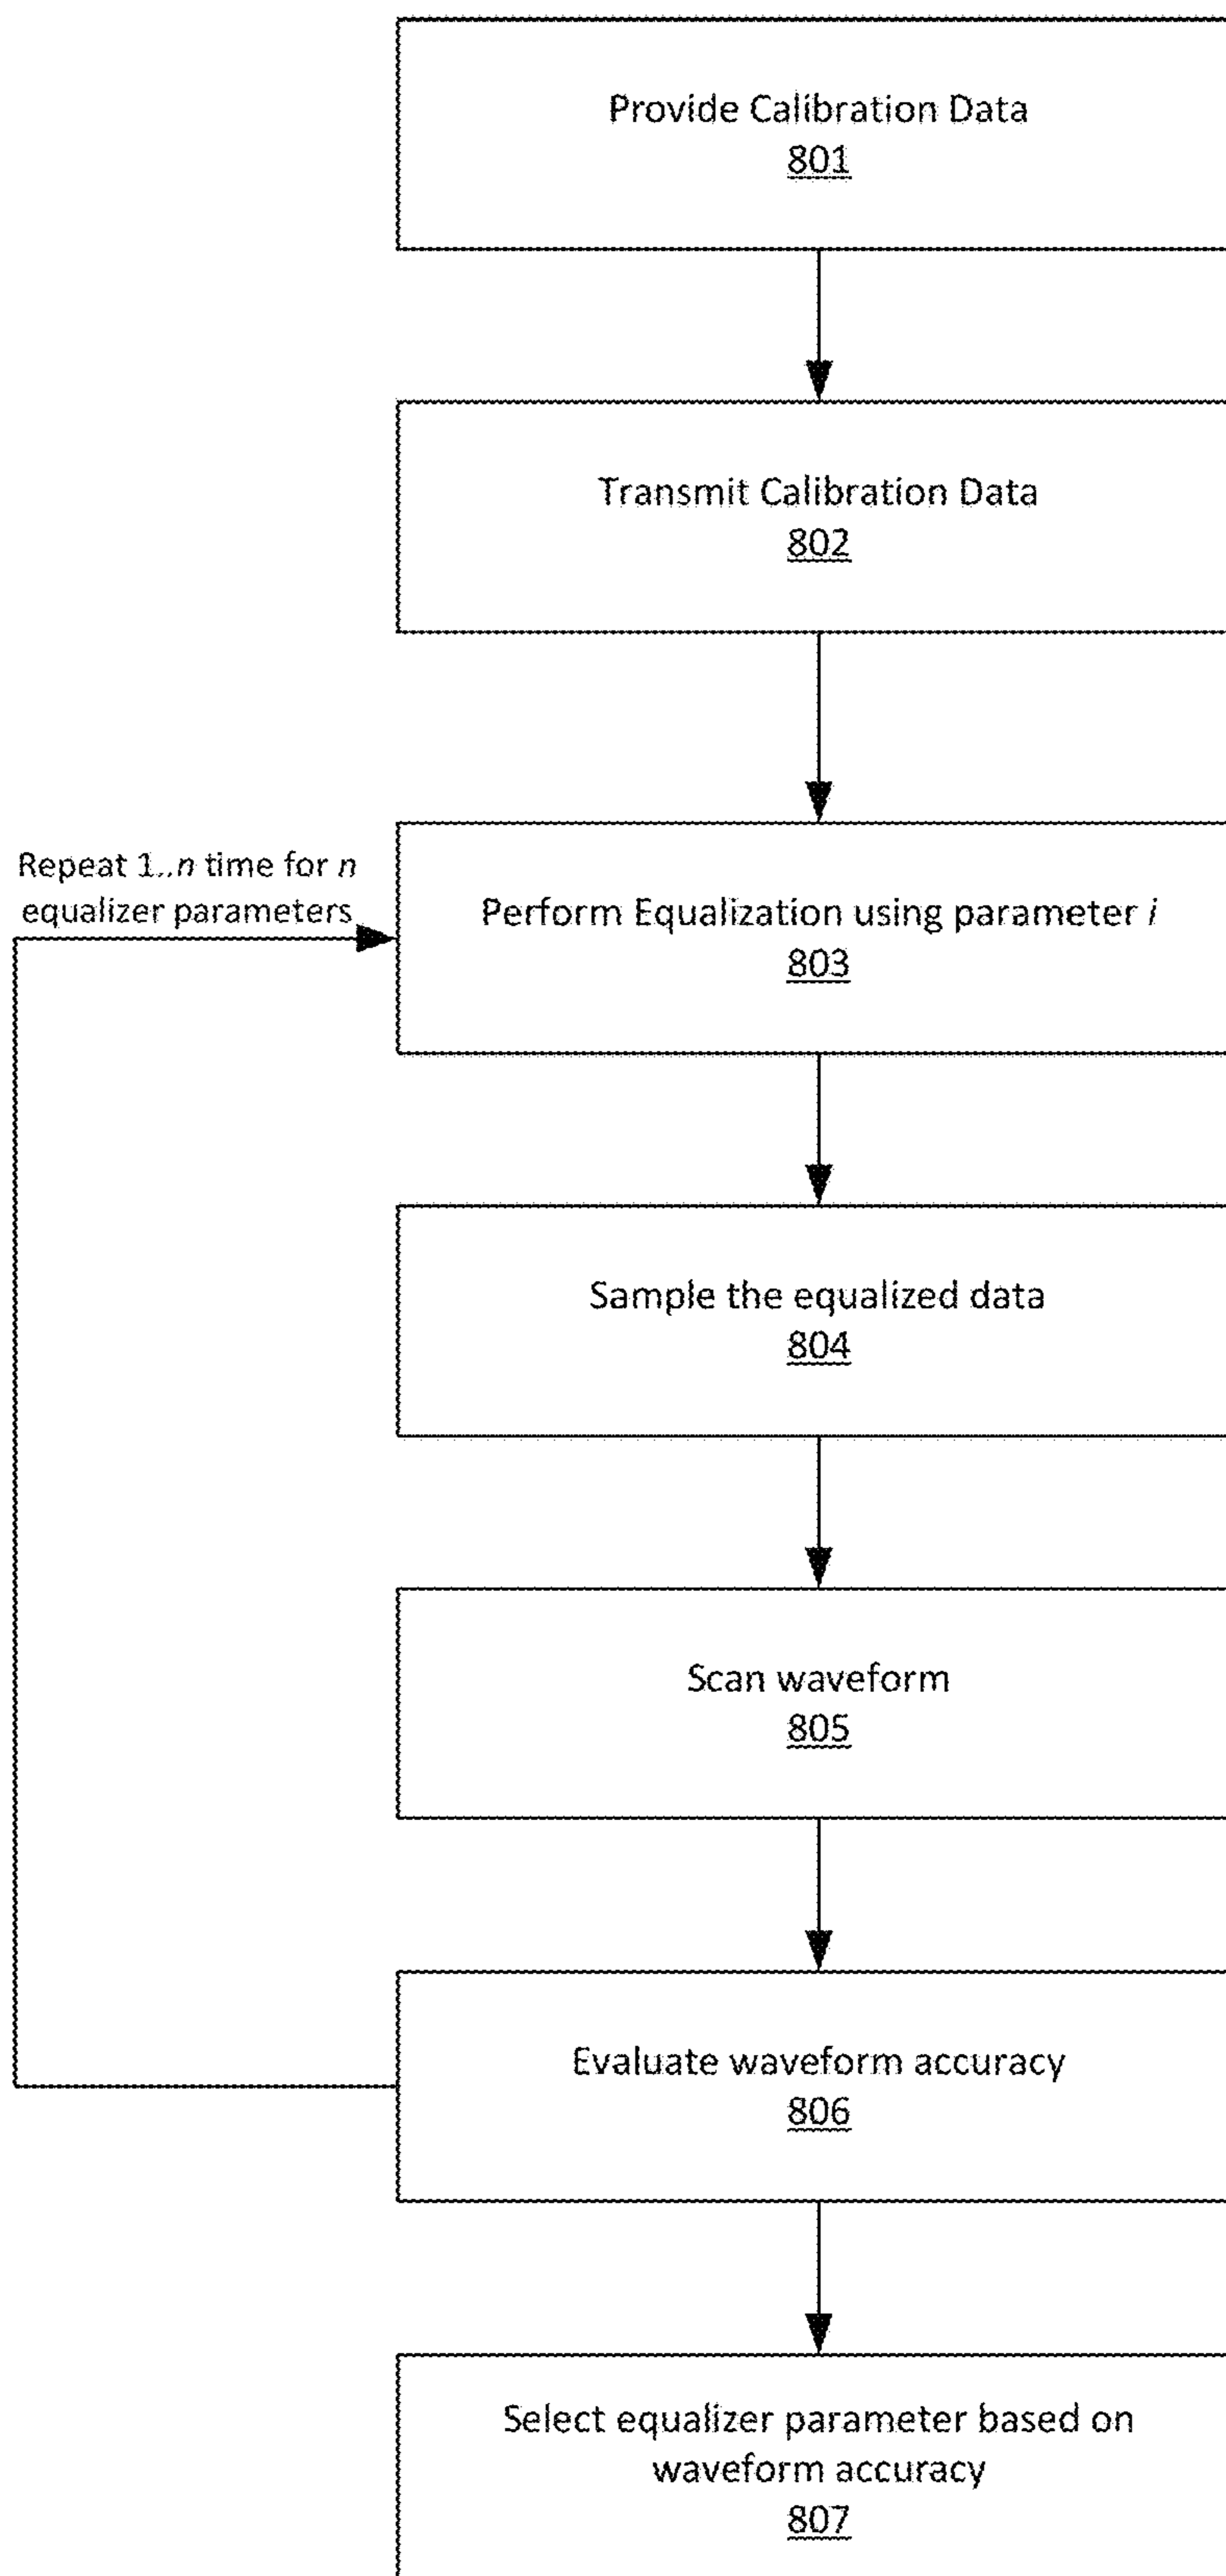 Provide Calibration Data
801
Transmit Calibration Data
802
Repeat 1..n time for n
equalizer parameters
Perform Equalization using parameter i
803
Sample the equalized data
804
Scan waveform
805
Evaluate waveform accuracy
806
Select equalizer parameter based on
waveform accuracy
807